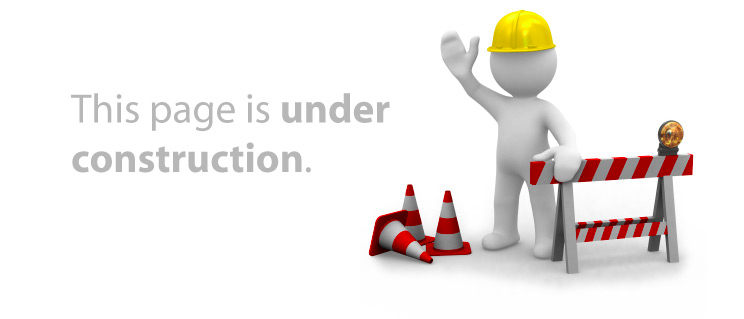 This page is under
construction.